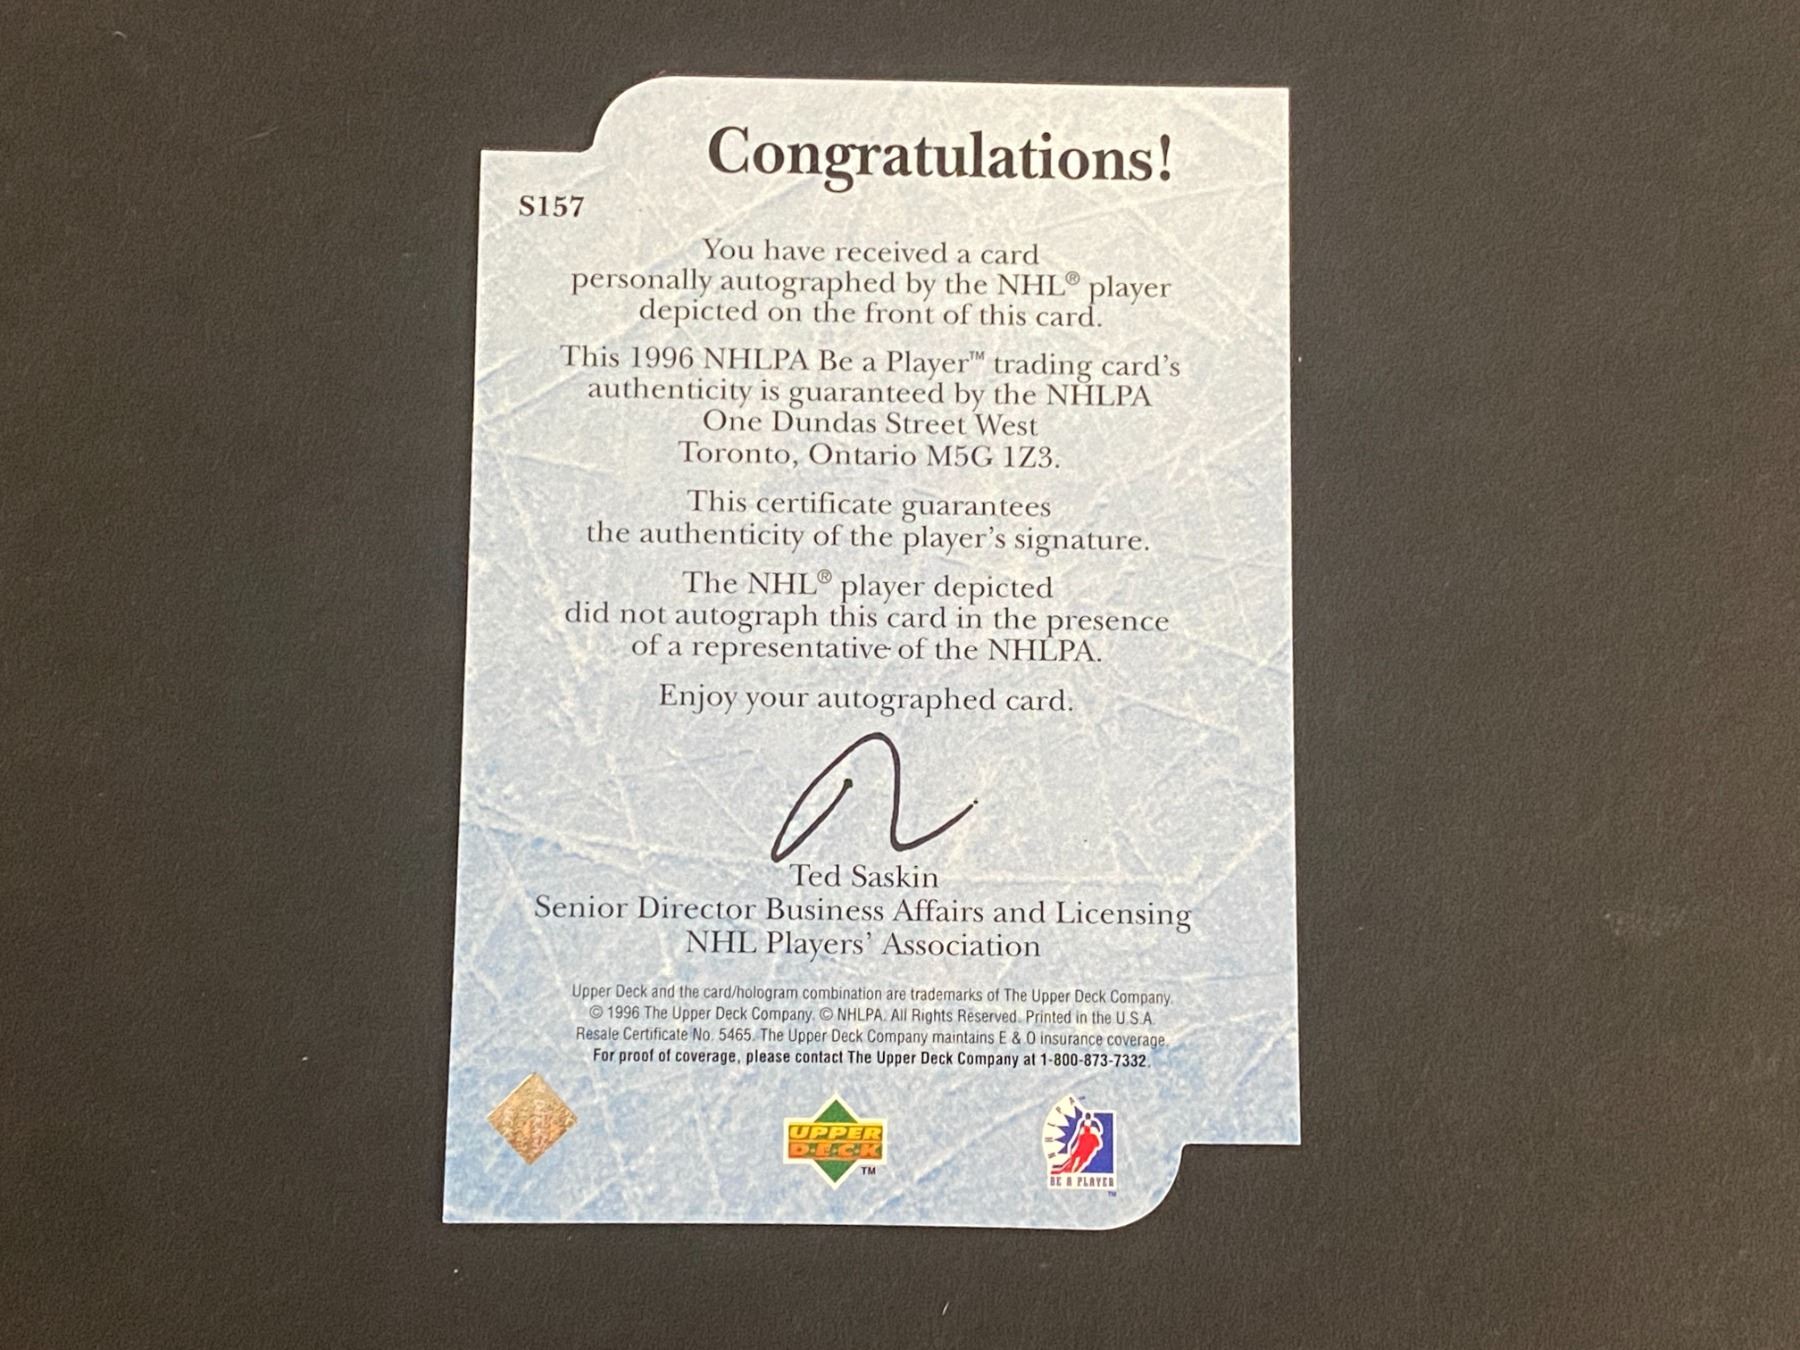 Congratulations!
S157
You have received a card
personally autographed by the NHL® player
depicted on the front of this card.
This 1996 NHLPA Be a Player™ trading card's
authenticity is guaranteed by the NHLPA
One Dundas Street West
Toronto, Ontario M5G 1Z3.
This certificate guarantees
the authenticity of the player's signature.
The NHL® player depicted
did not autograph this card in the presence
of a representative of the NHLPA.
Enjoy your autographed card.
Ted Saskin
Senior Director Business Affairs and Licensing
NHL Players' Association
Upper Deck and the card/hologram combination are trademarks of The Upper Deck Company.
© 1996 The Upper Deck Company. © NHLPA. All Rights Reserved. Printed in the U.S.A.
Resale Certificate No. 5465. The Upper Deck Company maintains E & O insurance coverage.
For proof of coverage, please contact The Upper Deck Company at 1-800-873-7332.
UPPER
D·E·C·K
TM
NHLPA
BE A PLAYER
TM